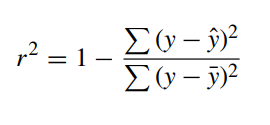 r² = 1 − ∑(y − ŷ)² / ∑(y − ȳ)²